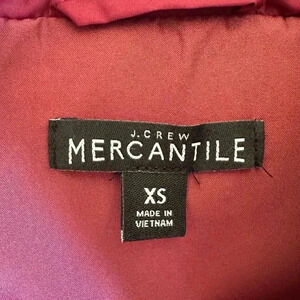 J.CREW
MERCANTILE
XS
MADE IN
VIETNAM